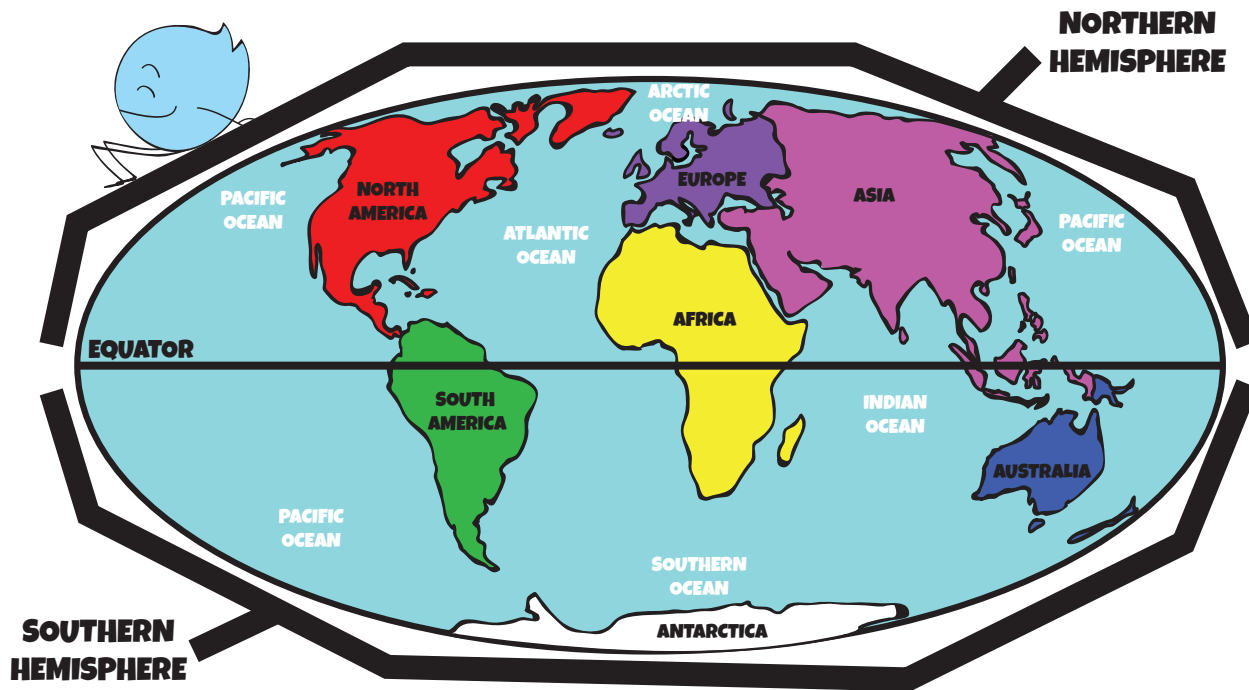 NORTHERN
HEMISPHERE
ARCTIC
OCEAN
NORTH
AMERICA
EUROPE
ASIA
PACIFIC
OCEAN
ATLANTIC
OCEAN
PACIFIC
OCEAN
AFRICA
EQUATOR
SOUTH
AMERICA
INDIAN
OCEAN
AUSTRALIA
PACIFIC
OCEAN
SOUTHERN
OCEAN
ANTARCTICA
SOUTHERN
HEMISPHERE